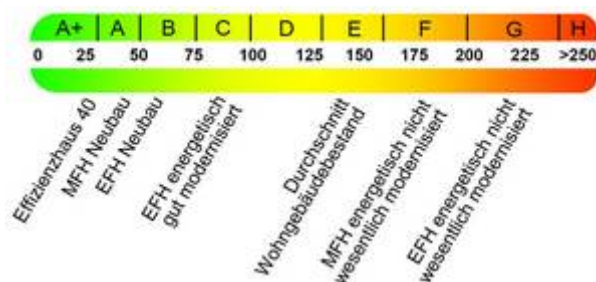 A+ A B C D E F G H
0 25 50 75 100 125 150 175 200 225 >250
Effizienzhaus 40
MFH Neubau
EFH Neubau
EFH energetisch
gut modernisiert
Durchschnitt
Wohngebäudebestand
MFH energetisch nicht
wesentlich modernisiert
EFH energetisch nicht
wesentlich modernisiert